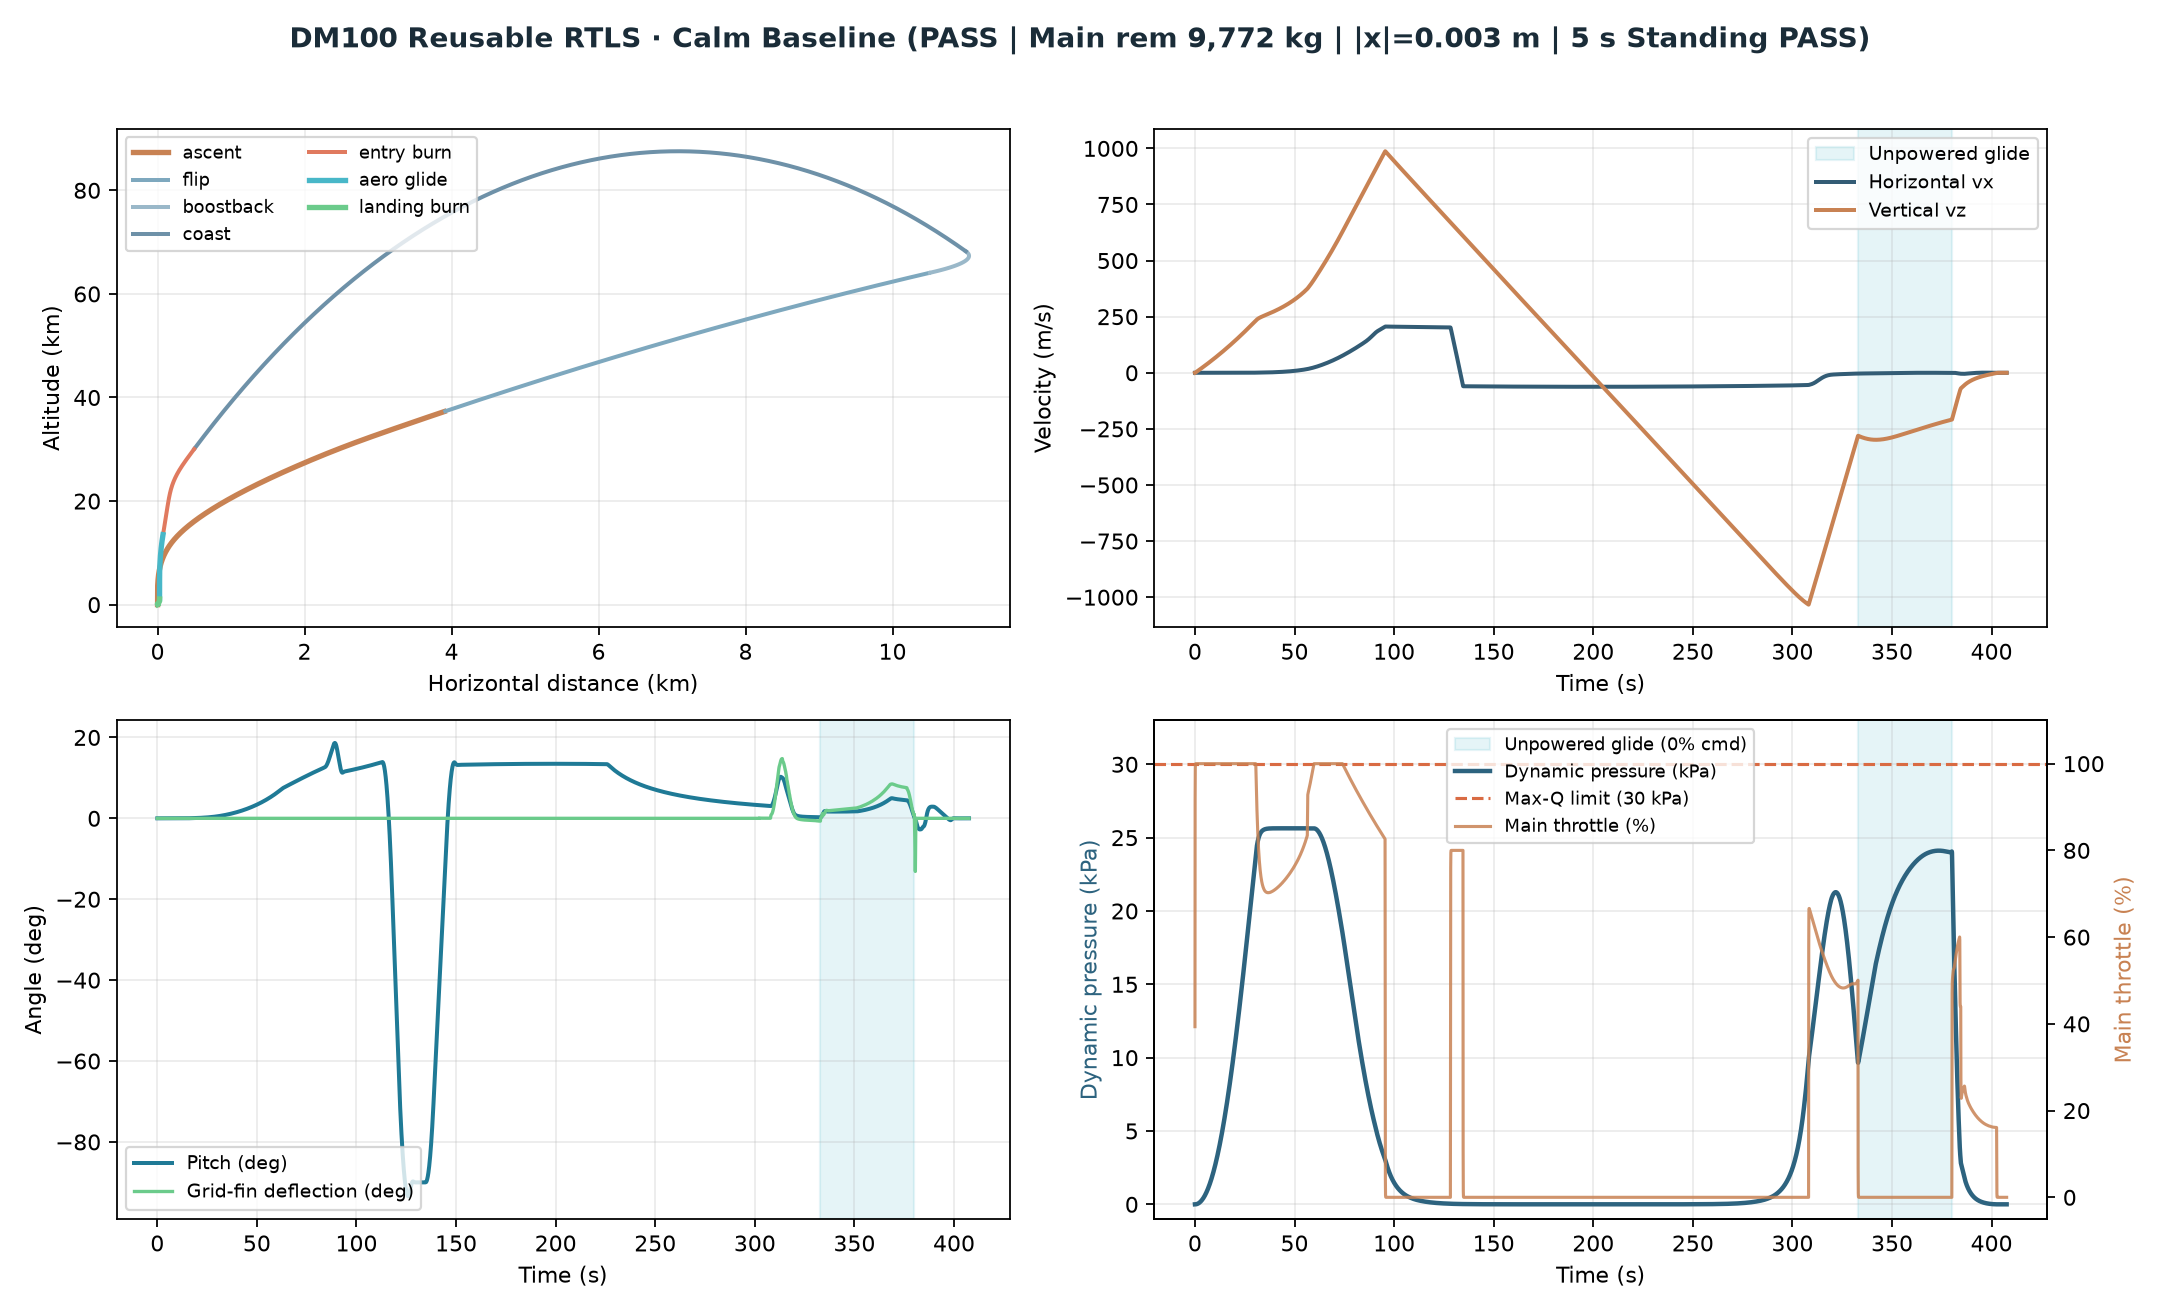 DM100 Reusable RTLS · Calm Baseline (PASS | Main rem 9,772 kg | |x|=0.003 m | 5 s Standing PASS)
ascent
flip
boostback
coast
entry burn
aero glide
landing burn
Altitude (km)
80
60
40
20
0
0 2 4 6 8 10
Horizontal distance (km)
Unpowered glide
Horizontal vx
Vertical vz
Velocity (m/s)
1000
750
500
250
0
−250
−500
−750
−1000
0 50 100 150 200 250 300 350 400
Time (s)
Angle (deg)
20
0
−20
−40
−60
−80
Pitch (deg)
Grid-fin deflection (deg)
0 50 100 150 200 250 300 350 400
Time (s)
Unpowered glide (0% cmd)
Dynamic pressure (kPa)
Max-Q limit (30 kPa)
Main throttle (%)
Dynamic pressure (kPa)
30
25
20
15
10
5
0
100
80
60
40
20
0
Main throttle (%)
0 50 100 150 200 250 300 350 400
Time (s)